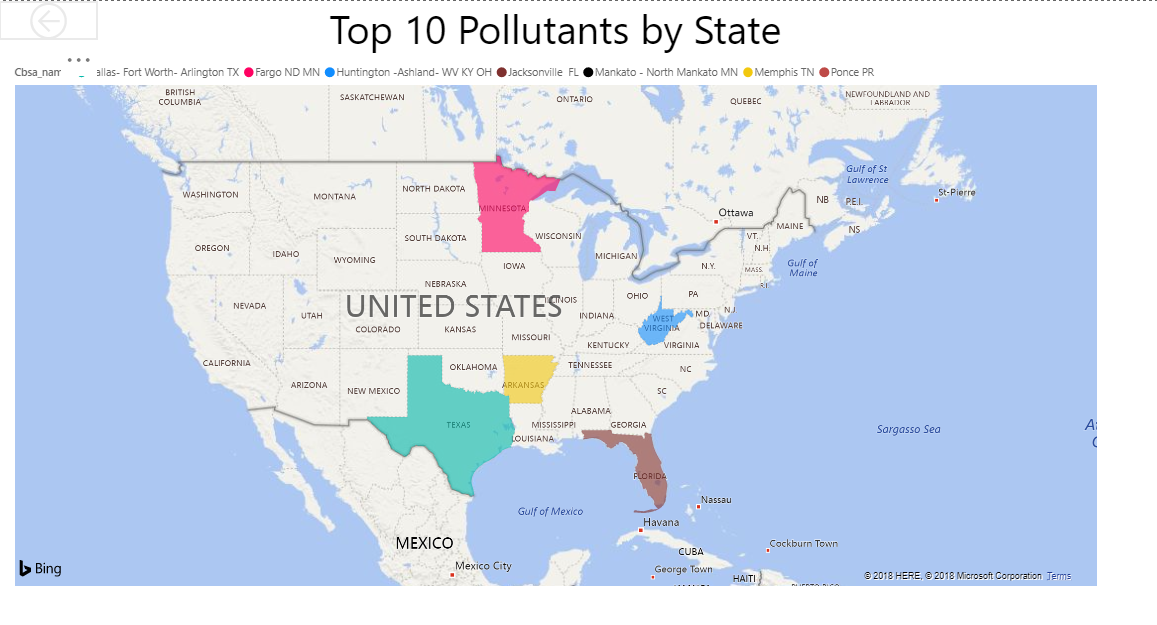 Top 10 Pollutants by State
Cbsa_nam allas- Fort Worth- Arlington TX Fargo ND MN Huntington -Ashland- WV KY OH Jacksonville FL Mankato - North Mankato MN Memphis TN Ponce PR
BRITISH
COLUMBIA
SASKATCHEWAN
ONTARIO
QUEBEC
NEWFOUNDLAND AND
LABRADOR
Gulf of St
Lawrence
St-Pierre
WASHINGTON
MONTANA
NORTH DAKOTA
MINNESOTA
Ottawa
NB
P.E.I.
NS
MAINE
VT.
N.H.
OREGON
IDAHO
WYOMING
SOUTH DAKOTA
WISCONSIN
MICHIGAN
N.Y.
MASS.
R.I.
Gulf of
Maine
IOWA
NEBRASKA
UNITED STATES
ILLINOIS
INDIANA
OHIO
PA
N.J.
MD
DELAWARE
NEVADA
UTAH
COLORADO
KANSAS
MISSOURI
KENTUCKY
WEST
VIRGINIA
VIRGINIA
CALIFORNIA
ARIZONA
NEW MEXICO
OKLAHOMA
ARKANSAS
TENNESSEE
NC
SC
TEXAS
LOUISIANA
MISSISSIPPI
ALABAMA
GEORGIA
Sargasso Sea
FLORIDA
Gulf of Mexico
Nassau
Havana
MEXICO
CUBA
Cockburn Town
Mexico City
George Town
HAITI
Bing
© 2018 HERE, © 2018 Microsoft Corporation Terms